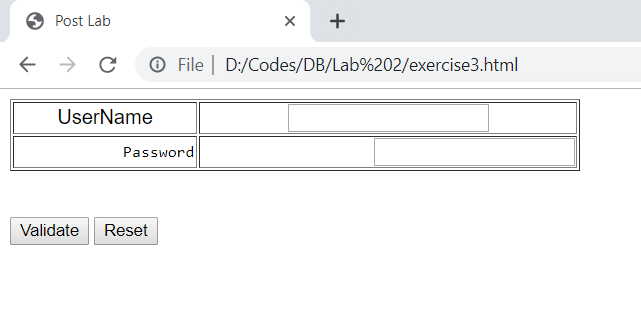 Post Lab
File | D:/Codes/DB/Lab%202/exercise3.html
UserName
Password
Validate Reset